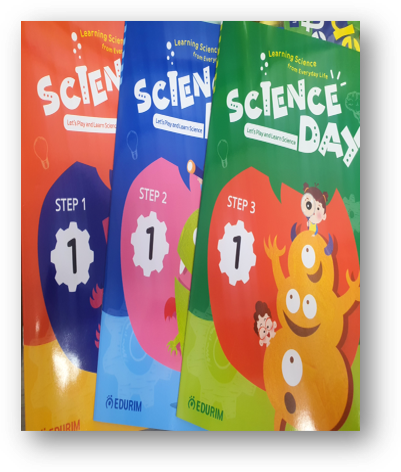 Learning Science
SCIEN
Let's Play and Learn Science
STEP 1
1
EDURIM
Learning Science
from Everyday
SCIENC
Let's Play and Learn Science
STEP 2
1
EDURIM
Learning Science
from Everyday Life
SCIENCE
DAY
Let's Play and Learn Science
STEP 3
1